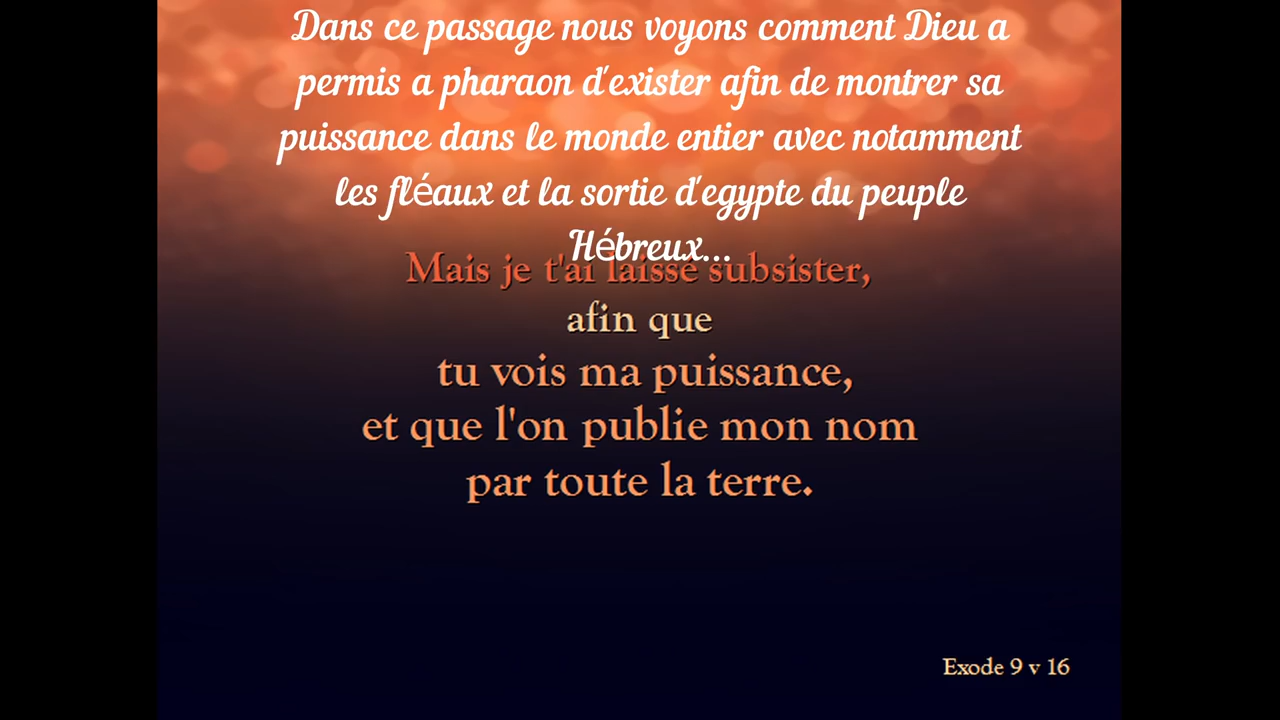 Dans ce passage nous voyons comment Dieu a
permis a pharaon d'exister afin de montrer sa
puissance dans le monde entier avec notamment
les fléaux et la sortie d'egypte du peuple
Hébreux...
Mais je t'ai laissé subsister,
afin que
tu vois ma puissance,
et que l'on publie mon nom
par toute la terre.
Exode 9 v 16